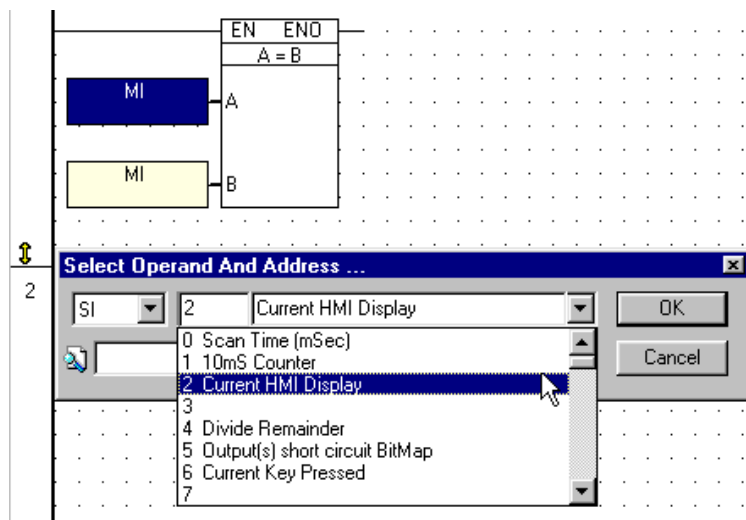 EN ENO
A = B
MI
A
MI
B
Select Operand And Address ...
2
SI 2 Current HMI Display OK
0 Scan Time (mSec)
1 10mS Counter
Cancel
2 Current HMI Display
3
4 Divide Remainder
5 Output(s) short circuit BitMap
6 Current Key Pressed
7